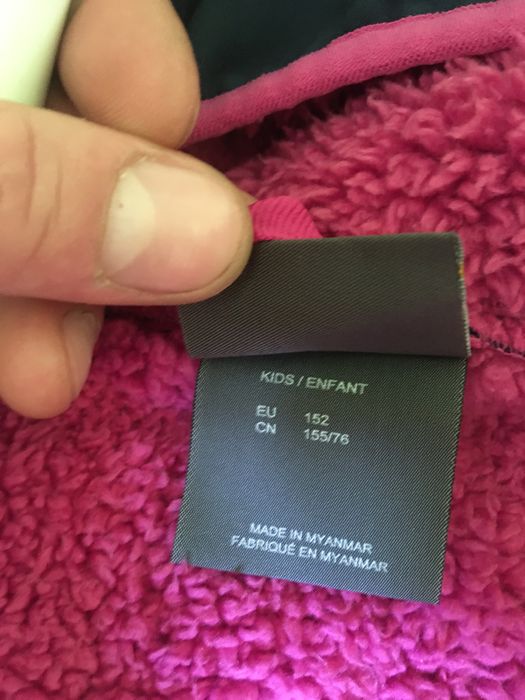 KIDS / ENFANT
EU 152
CN 155/76
MADE IN MYANMAR
FABRIQUÉ EN MYANMAR